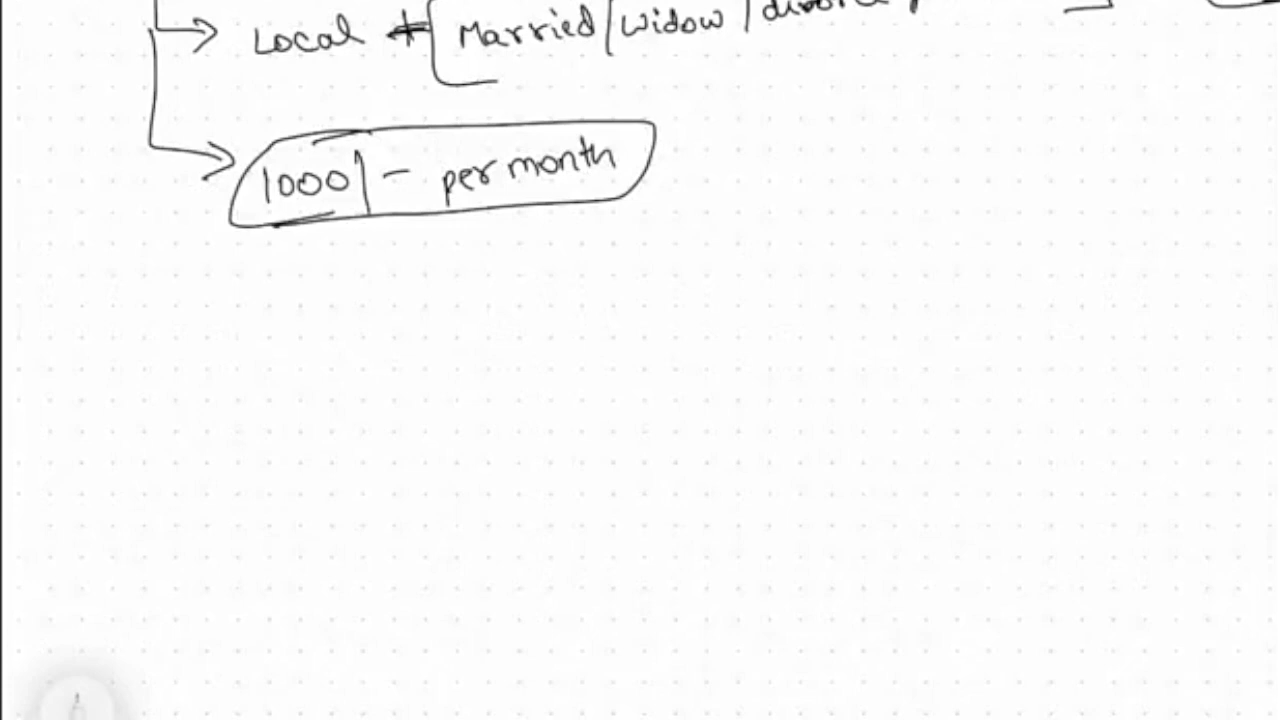 Local * [ Married / widow /
1000/- per month